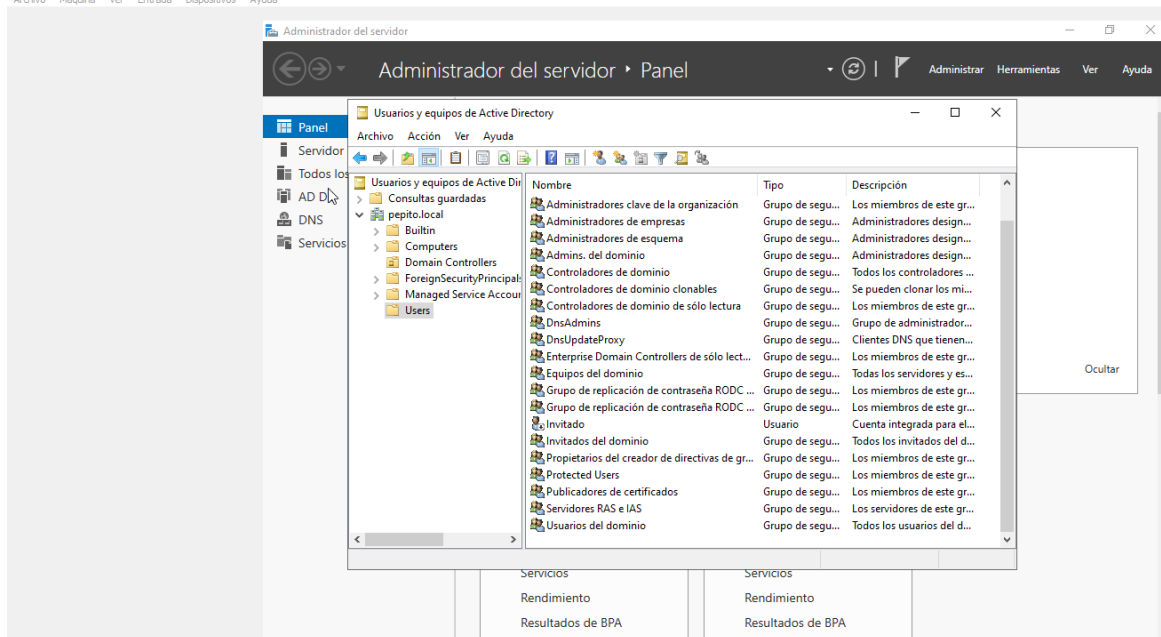 Archivo Máquina Ver Entrada Dispositivos Ayuda
Administrador del servidor
Administrador del servidor ‣ Panel
Administrar Herramientas Ver Ayuda
Panel
Servidor
Todos los
AD D
DNS
Servicios
Usuarios y equipos de Active Directory
Archivo Acción Ver Ayuda
Usuarios y equipos de Active Dir
Consultas guardadas
pepito.local
Builtin
Computers
Domain Controllers
ForeignSecurityPrincipals
Managed Service Accour
Users
Nombre Tipo Descripción
Administradores clave de la organización Grupo de segu... Los miembros de este gr...
Administradores de empresas Grupo de segu... Administradores design...
Administradores de esquema Grupo de segu... Administradores design...
Admins. del dominio Grupo de segu... Administradores design...
Controladores de dominio Grupo de segu... Todos los controladores ...
Controladores de dominio clonables Grupo de segu... Se pueden clonar los mi...
Controladores de dominio de sólo lectura Grupo de segu... Los miembros de este gr...
DnsAdmins Grupo de segu... Grupo de administrador...
DnsUpdateProxy Grupo de segu... Clientes DNS que tienen...
Enterprise Domain Controllers de sólo lect... Grupo de segu... Los miembros de este gr...
Equipos del dominio Grupo de segu... Todas los servidores y es...
Grupo de replicación de contraseña RODC ... Grupo de segu... Los miembros de este gr...
Grupo de replicación de contraseña RODC ... Grupo de segu... Los miembros de este gr...
Invitado Usuario Cuenta integrada para el...
Invitados del dominio Grupo de segu... Todos los invitados del d...
Propietarios del creador de directivas de gr... Grupo de segu... Los miembros de este gr...
Protected Users Grupo de segu... Los miembros de este gr...
Publicadores de certificados Grupo de segu... Los miembros de este gr...
Servidores RAS e IAS Grupo de segu... Los servidores de este gr...
Usuarios del dominio Grupo de segu... Todos los usuarios del d...
Ocultar
Servicios Servicios
Rendimiento Rendimiento
Resultados de BPA Resultados de BPA